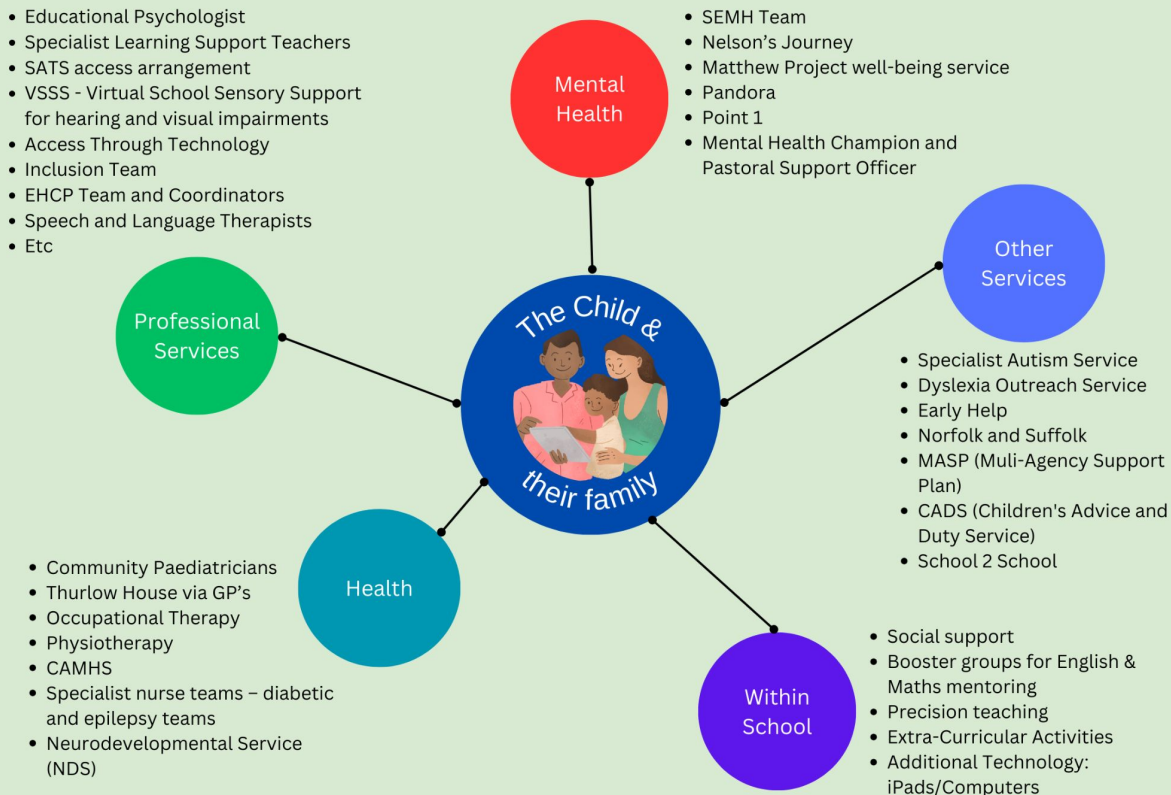 • Educational Psychologist
• Specialist Learning Support Teachers
• SATS access arrangement
• VSSS - Virtual School Sensory Support
for hearing and visual impairments
• Access Through Technology
• Inclusion Team
• EHCP Team and Coordinators
• Speech and Language Therapists
• Etc
Mental
Health
• SEMH Team
• Nelson's Journey
• Matthew Project well-being service
• Pandora
• Point 1
• Mental Health Champion and
Pastoral Support Officer
Professional
Services
The Child &
their family
Other
Services
• Specialist Autism Service
• Dyslexia Outreach Service
• Early Help
• Norfolk and Suffolk
• MASP (Muli-Agency Support
Plan)
• CADS (Children's Advice and
Duty Service)
• School 2 School
• Community Paediatricians
• Thurlow House via GP's
• Occupational Therapy
• Physiotherapy
• CAMHS
• Specialist nurse teams – diabetic
and epilepsy teams
• Neurodevelopmental Service
(NDS)
Health
Within
School
• Social support
• Booster groups for English &
Maths mentoring
• Precision teaching
• Extra-Curricular Activities
• Additional Technology:
iPads/Computers